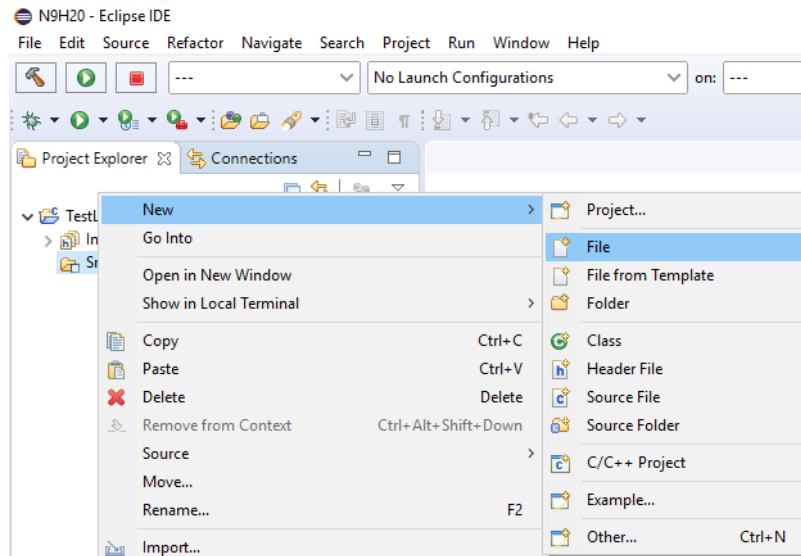 N9H20 - Eclipse IDE
File Edit Source Refactor Navigate Search Project Run Window Help
--- No Launch Configurations on: ---
Project Explorer Connections
New Project...
Go Into File
Open in New Window File from Template
Show in Local Terminal Folder
Copy Ctrl+C Class
Paste Ctrl+V Header File
Delete Delete Source File
Remove from Context Ctrl+Alt+Shift+Down Source Folder
Source C/C++ Project
Move...
Rename... F2 Example...
Import... Other... Ctrl+N